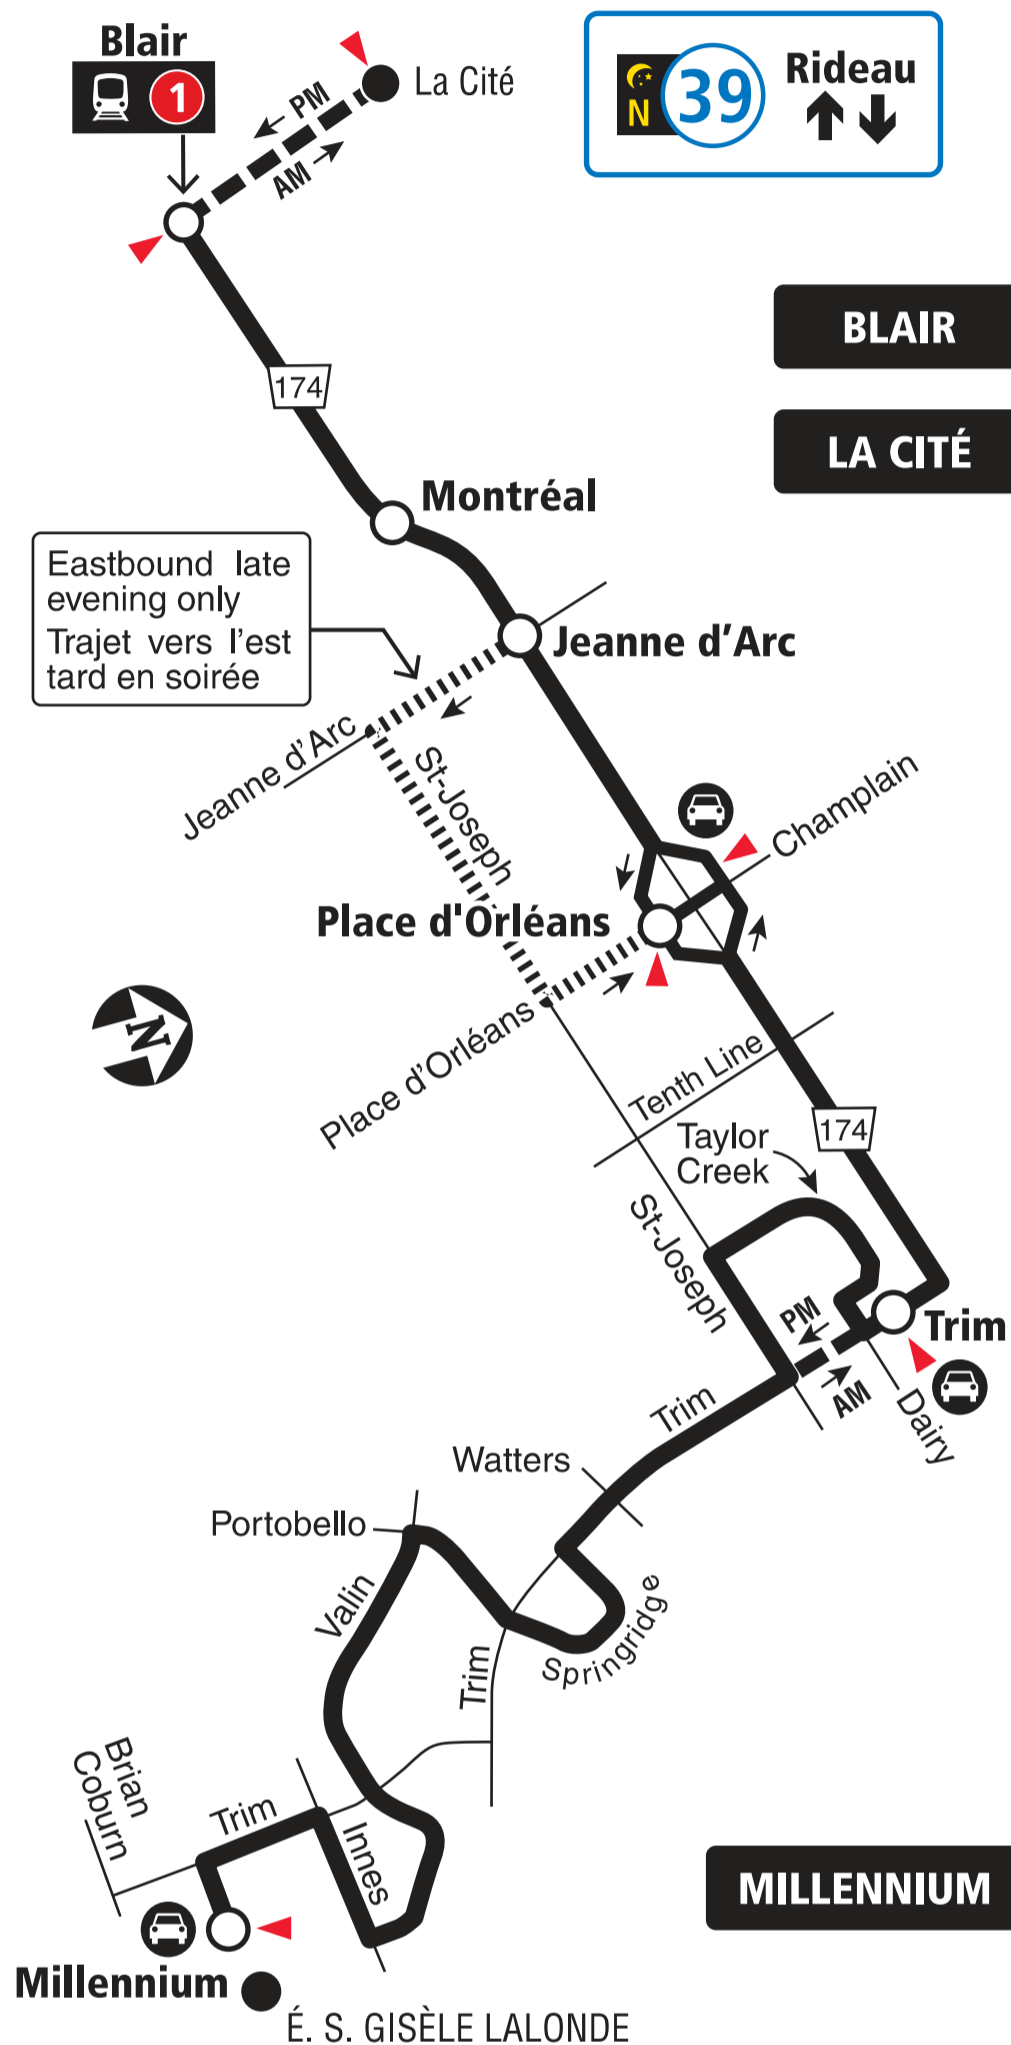 Blair
1
La Cité
PM
AM
N
39
Rideau
BLAIR
LA CITÉ
174
Montréal
Eastbound late
evening only
Trajet vers l'est
tard en soirée
Jeanne d'Arc
Jeanne d'Arc
St-Joseph
Champlain
Place d'Orléans
N
Place d'Orléans
Tenth Line
174
Taylor
Creek
St-Joseph
PM
Trim
AM
Dairy
Trim
Watters
Portobello
Springridge
Valin
Trim
Brian
Coburn
Trim
Innes
MILLENNIUM
Millennium
É. S. GISÈLE LALONDE